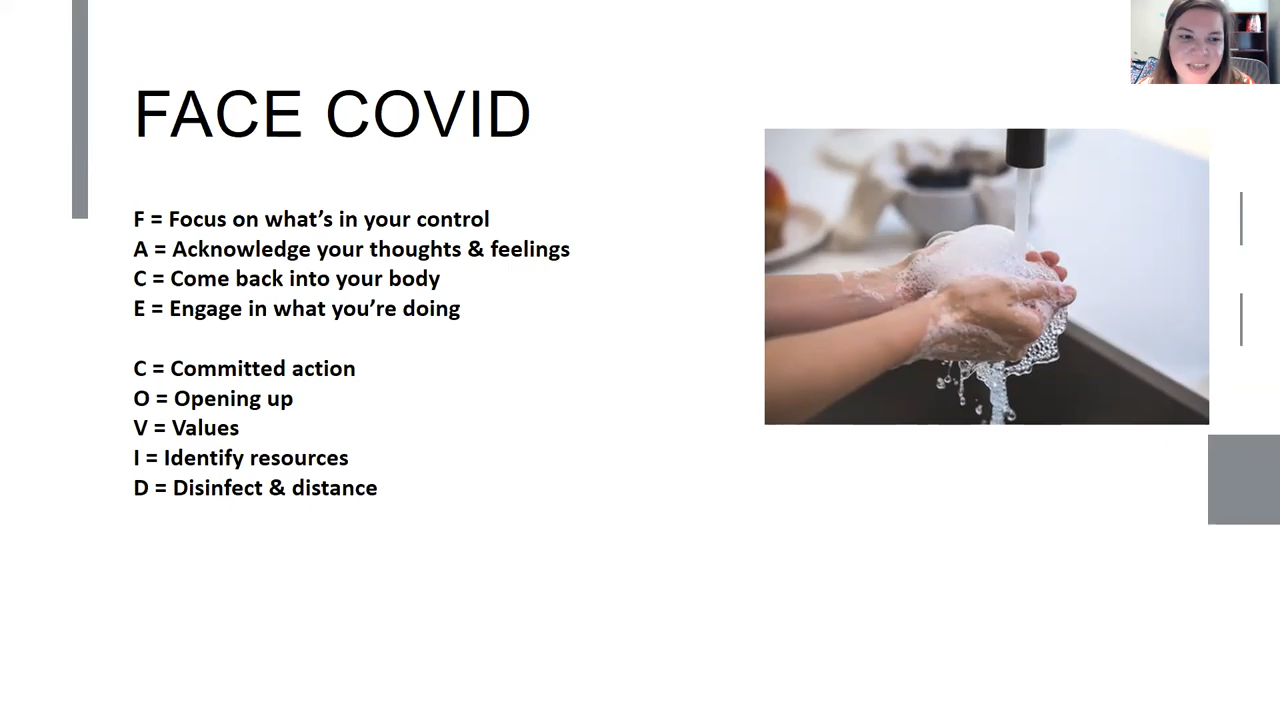 FACE COVID
F = Focus on what’s in your control
A = Acknowledge your thoughts & feelings
C = Come back into your body
E = Engage in what you’re doing
C = Committed action
O = Opening up
V = Values
I = Identify resources
D = Disinfect & distance